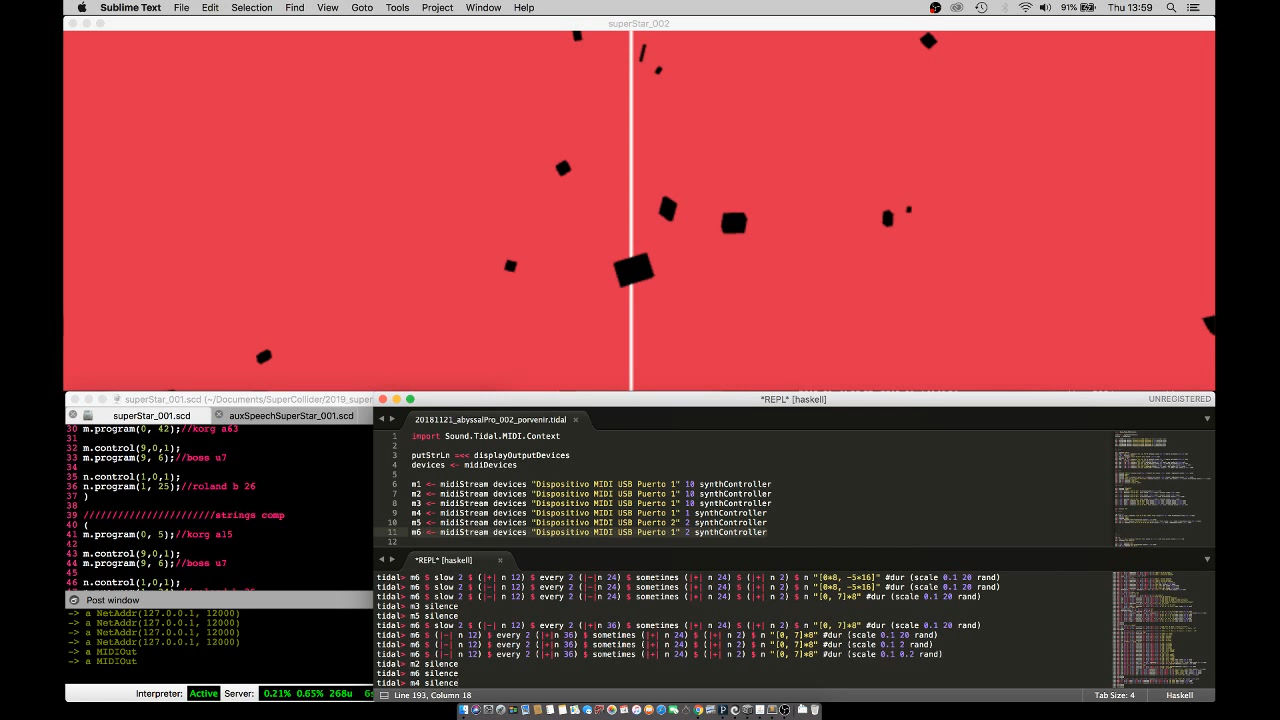 Sublime Text File Edit Selection Find View Goto Tools Project Window Help 91% Thu 13:59
superStar_002
superStar_001.scd (~/Documents/SuperCollider/2019_super
superStar_001.scd auxSpeechSuperStar_001.scd
30 m.program(0, 42);//korg a63
31
32 m.control(9,0,1);
33 m.program(9, 6);//boss u7
34
35 n.control(1,0,1);
36 n.program(1, 25);//roland b 26
37 )
38
39 ///////////////////////strings comp
40 (
41 m.program(0, 5);//korg a15
42
43 m.control(9,0,1);
44 m.program(9, 6);//boss u7
45
46 n.control(1,0,1);
Post window
-> a NetAddr(127.0.0.1, 12000)
-> a NetAddr(127.0.0.1, 12000)
-> a NetAddr(127.0.0.1, 12000)
-> a NetAddr(127.0.0.1, 12000)
-> a MIDIOut
-> a MIDIOut
Interpreter: Active Server: 0.21% 0.65% 268u
*REPL* [haskell] UNREGISTERED
20181121_abyssalPro_002_porvenir.tidal
1 import Sound.Tidal.MIDI.Context
2
3 putStrLn =<< displayOutputDevices
4 devices <- midiDevices
5
6 m1 <- midiStream devices "Dispositivo MIDI USB Puerto 1" 10 synthController
7 m2 <- midiStream devices "Dispositivo MIDI USB Puerto 1" 10 synthController
8 m3 <- midiStream devices "Dispositivo MIDI USB Puerto 1" 10 synthController
9 m4 <- midiStream devices "Dispositivo MIDI USB Puerto 1" 1 synthController
10 m5 <- midiStream devices "Dispositivo MIDI USB Puerto 2" 2 synthController
11 m6 <- midiStream devices "Dispositivo MIDI USB Puerto 1" 2 synthController
12
*REPL* [haskell]
tidal> m6 $ slow 2 $ (|+| n 12) $ every 2 (|-|n 24) $ sometimes (|+| n 24) $ (|+| n 2) $ n "[0*8, -5*16]" #dur (scale 0.1 20 rand)
tidal> m6 $ slow 2 $ (|+| n 12) $ every 2 (|-|n 24) $ sometimes (|+| n 24) $ (|+| n 2) $ n "[0*8, -5*16]" #dur (scale 0.1 20 rand)
tidal> m6 $ slow 2 $ (|+| n 12) $ every 2 (|-|n 24) $ sometimes (|+| n 24) $ (|+| n 2) $ n "[0, 7]*8" #dur (scale 0.1 20 rand)
tidal> m3 silence
tidal> m5 silence
tidal> m6 $ slow 2 $ (|-| n 12) $ every 2 (|+|n 36) $ sometimes (|+| n 24) $ (|+| n 2) $ n "[0, 7]*8" #dur (scale 0.1 20 rand)
tidal> m6 $ (|-| n 12) $ every 2 (|+|n 36) $ sometimes (|+| n 24) $ (|+| n 2) $ n "[0, 7]*8" #dur (scale 0.1 20 rand)
tidal> m6 $ (|-| n 12) $ every 2 (|+|n 36) $ sometimes (|+| n 24) $ (|+| n 2) $ n "[0, 7]*8" #dur (scale 0.1 2 rand)
tidal> m6 $ (|-| n 12) $ every 2 (|+|n 36) $ sometimes (|+| n 24) $ (|+| n 2) $ n "[0, 7]*8" #dur (scale 0.1 0.2 rand)
tidal> m2 silence
tidal> m6 silence
tidal> m4 silence
Line 193, Column 18 Tab Size: 4 Haskell